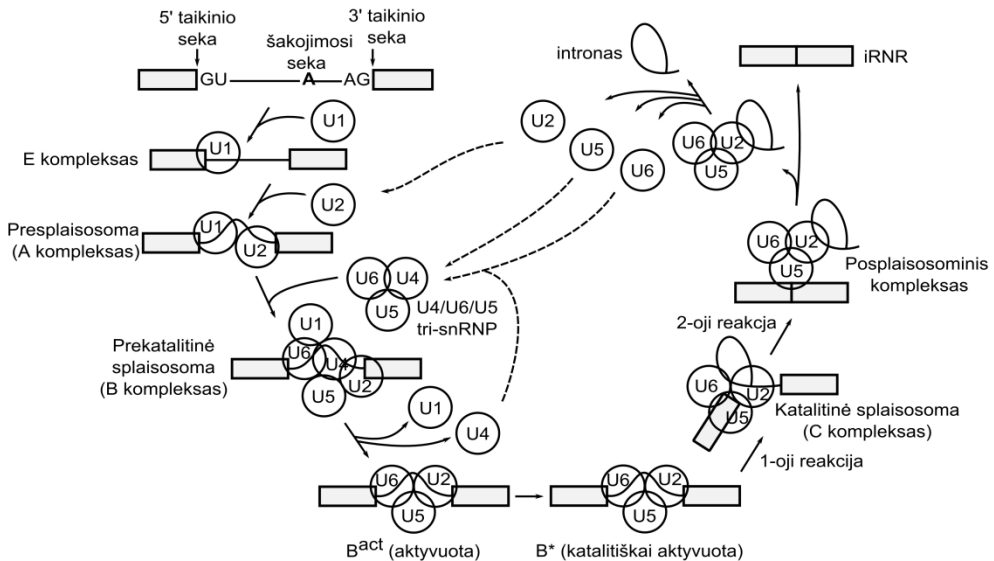 5' taikinio
seka
šakojimosi
seka
3' taikinio
seka
GU
A
AG
U1
E kompleksas
U1
U2
Presplaisosoma
(A kompleksas)
U1
U2
U6
U4
U5
U4/U6/U5
tri-snRNP
Prekatalitinė
splaisosoma
(B kompleksas)
U1
U6
U4
U2
U5
U1
U4
U6
U2
U5
Bact (aktyvuota)
U6
U2
U5
B* (katalitiškai aktyvuota)
1-oji reakcija
U6
U2
U5
Katalitinė splaisosoma
(C kompleksas)
2-oji reakcja
U6
U2
U5
Posplaisosominis
kompleksas
iRNR
intronas
U6
U2
U5
U2
U5
U6